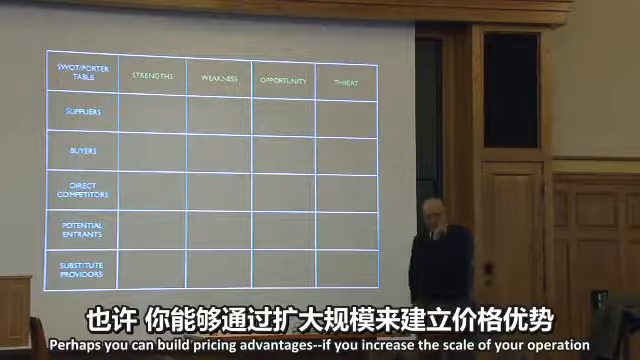 SWOT/PORTER
TABLE
STRENGTHS
WEAKNESS
OPPORTUNITY
THREAT
SUPPLIERS
BUYERS
DIRECT
COMPETITORS
POTENTIAL
ENTRANTS
SUBSTITUTE
PROVIDORS
也许 你能够通过扩大规模来建立价格优势
Perhaps you can build pricing advantages--if you increase the scale of your operation